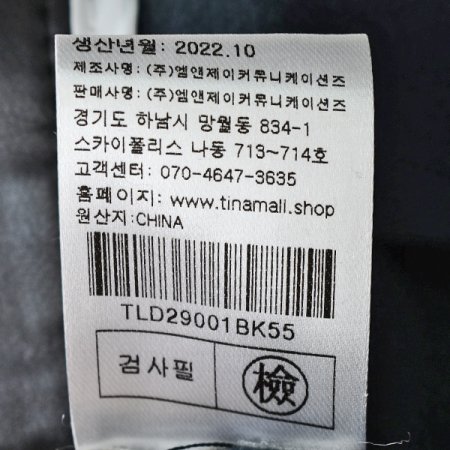 생산년월: 2022.10
제조사명: (주)엠앤제이커뮤니케이션즈
판매사명: (주)엠앤제이커뮤니케이션즈
경기도 하남시 망월동 834-1
스카이폴리스 나동 713~714호
고객센터: 070-4647-3635
홈페이지: www.tinamall.shop
원산지:CHINA
TLD29001BK55
검사필 檢